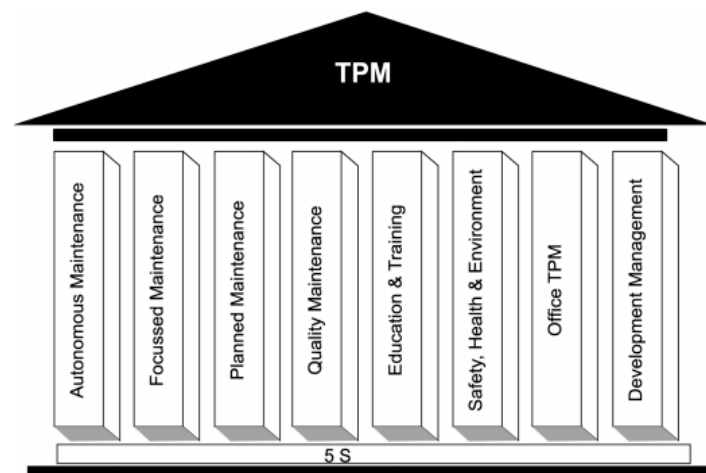 TPM
Autonomous Maintenance
Focussed Maintenance
Planned Maintenance
Quality Maintenance
Education & Training
Safety, Health & Environment
Office TPM
Development Management
5 S